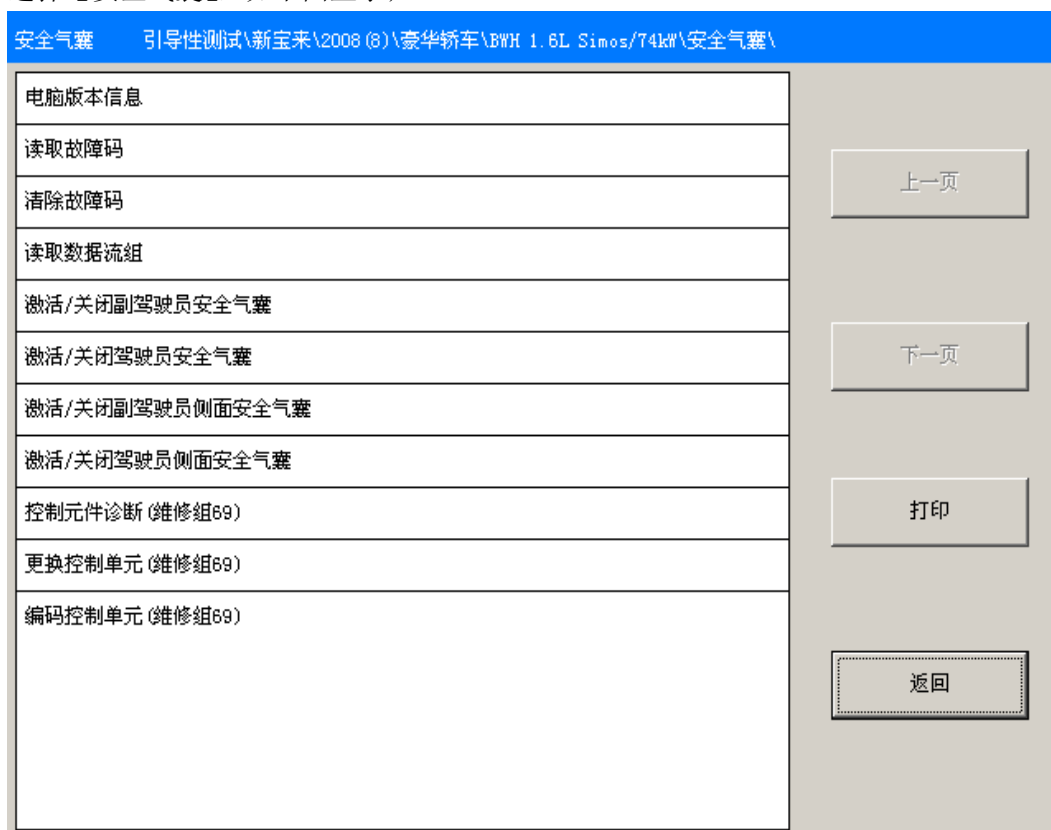 安全气囊 引导性测试\新宝来\2008(8)\豪华轿车\BWH 1.6L Simos/74kW\安全气囊\
电脑版本信息
读取故障码
清除故障码
读取数据流组
激活/关闭副驾驶员安全气囊
激活/关闭驾驶员安全气囊
激活/关闭副驾驶员侧面安全气囊
激活/关闭驾驶员侧面安全气囊
控制元件诊断(维修组69)
更换控制单元(维修组69)
编码控制单元(维修组69)
上一页
下一页
打印
返回